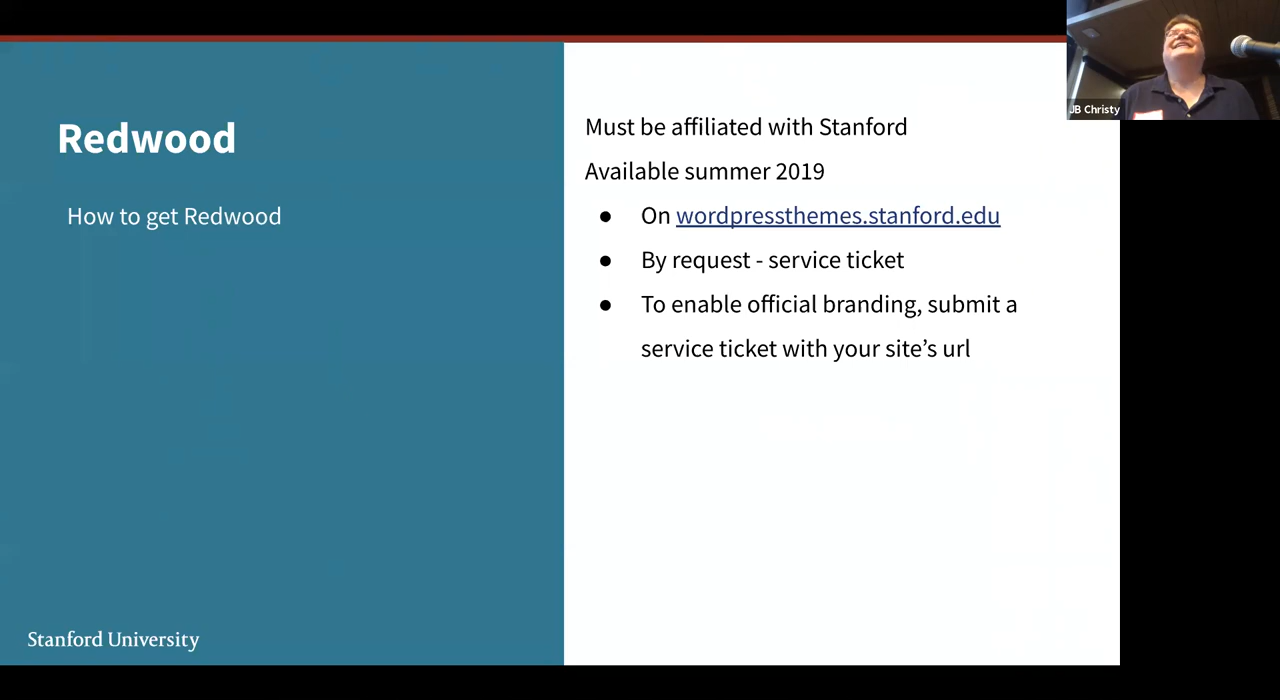 Redwood
How to get Redwood
Must be affiliated with Stanford
Available summer 2019
● On wordpressthemes.stanford.edu
● By request - service ticket
● To enable official branding, submit a
service ticket with your site’s url
Stanford University
JB Christy